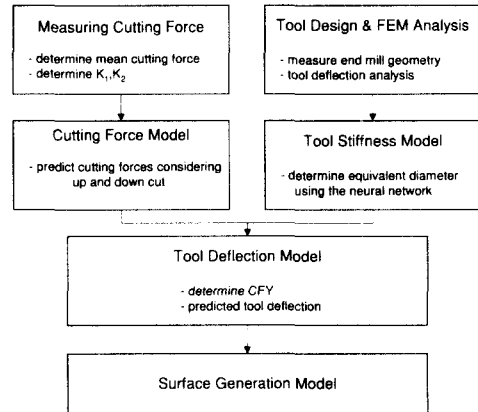 Measuring Cutting Force
- determine mean cutting force
- determine K₁,K₂
Tool Design & FEM Analysis
- measure end mill geometry
- tool deflection analysis
Cutting Force Model
- predict cutting forces considering
up and down cut
Tool Stiffness Model
- determine equivalent diameter
using the neural network
Tool Deflection Model
- determine CFY
- predicted tool deflection
Surface Generation Model